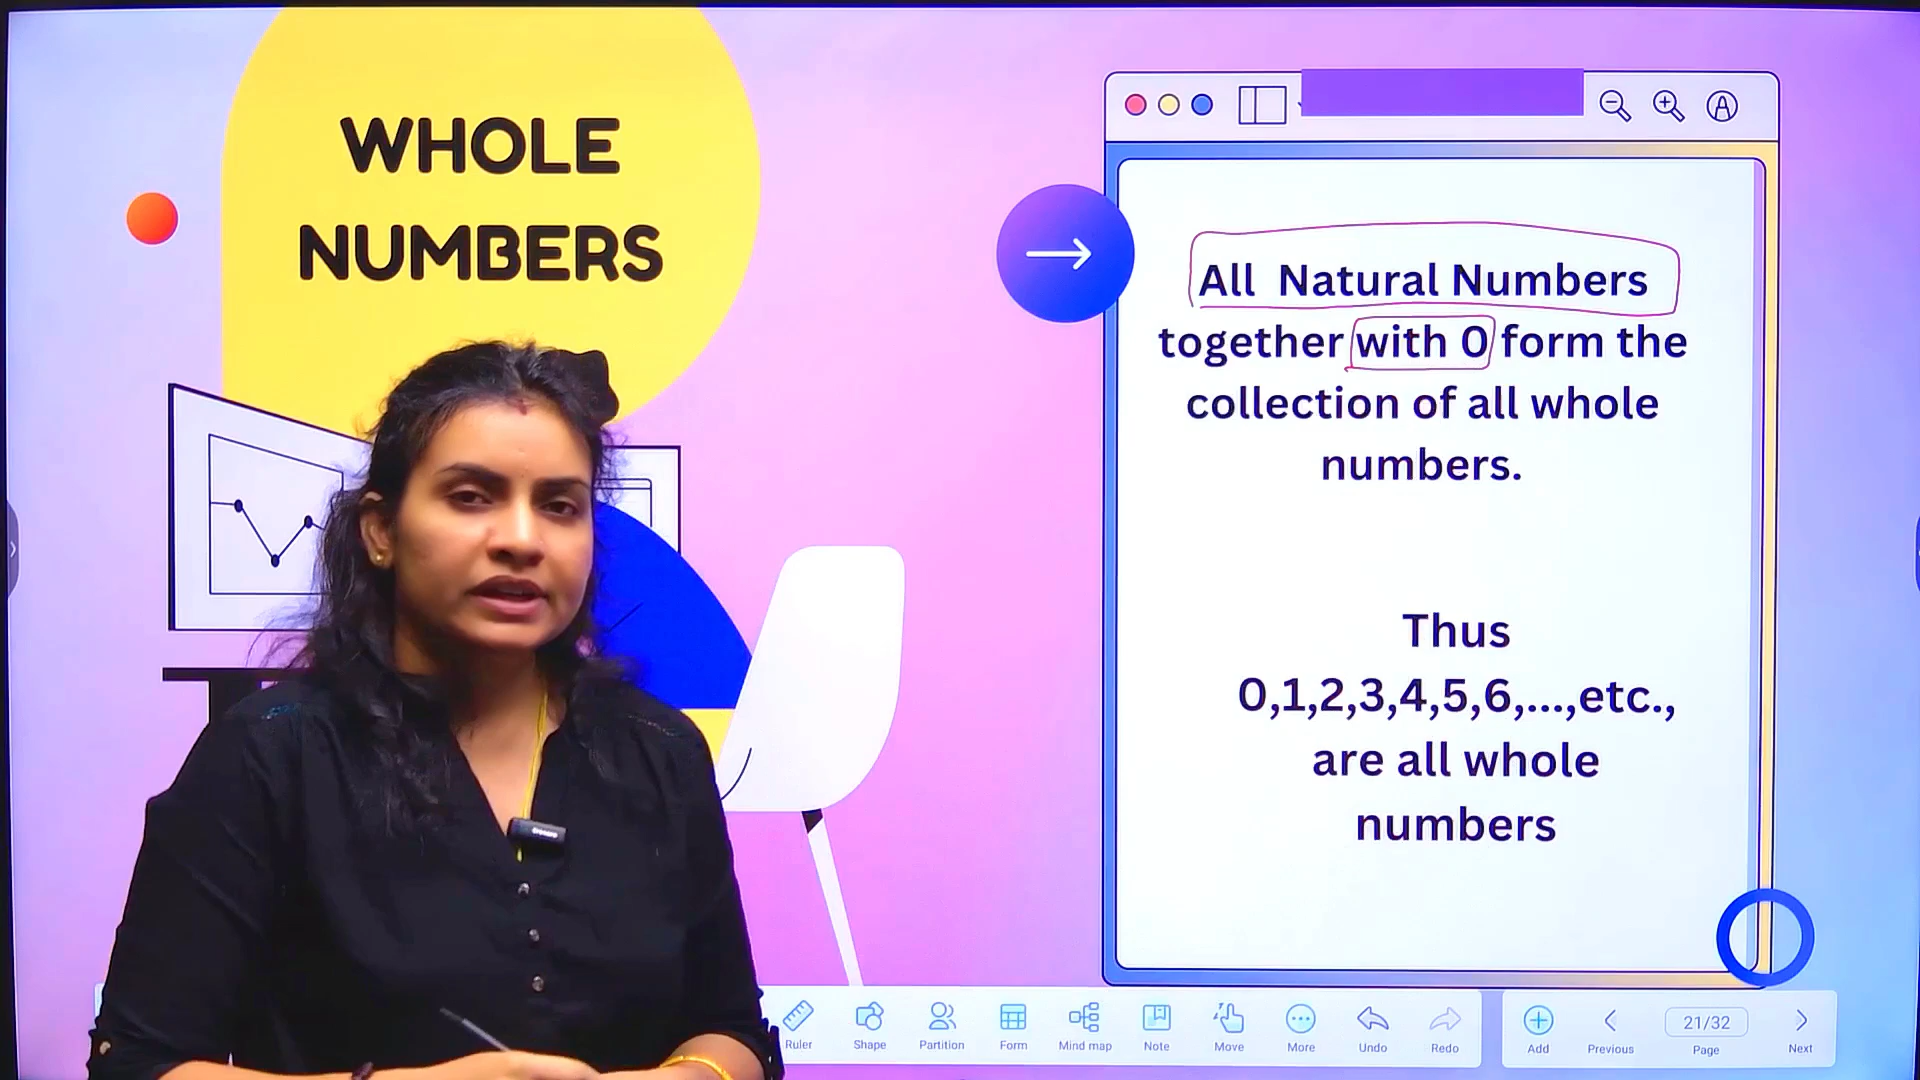 WHOLE
NUMBERS
All Natural Numbers
together with 0 form the
collection of all whole
numbers.
Thus
0,1,2,3,4,5,6,...,etc.,
are all whole
numbers
Ruler
Shape
Partition
Form
Mind map
Note
Move
More
Undo
Redo
Add
Previous
21/32
Page
Next